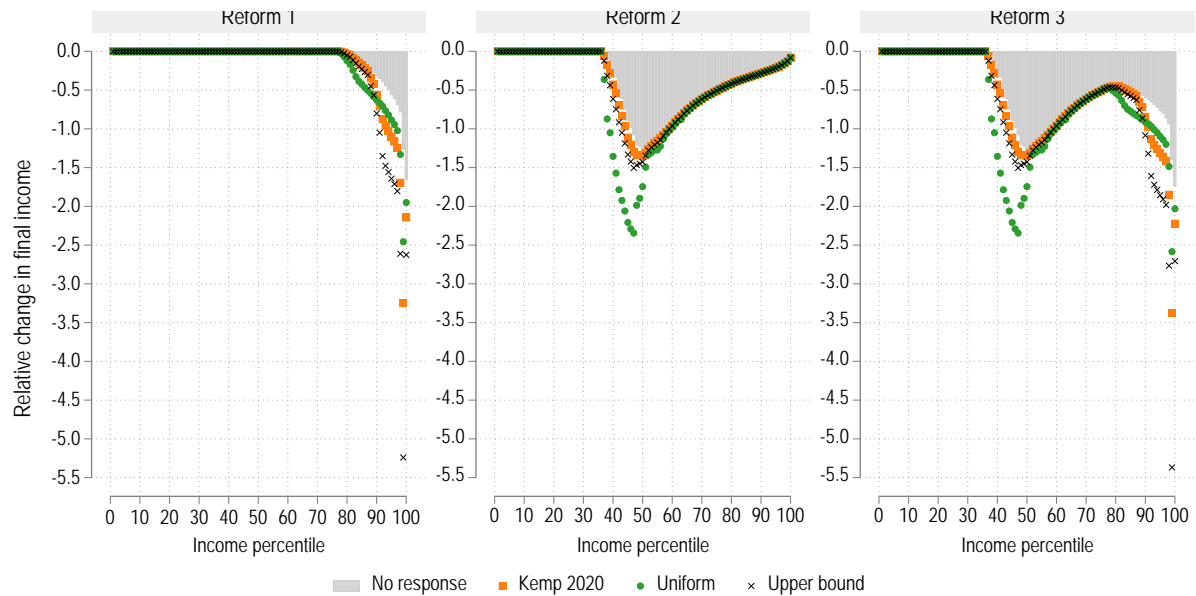 Reform 1 Reform 2 Reform 3
Relative change in final income
0.0 0.0 0.0
-0.5 -0.5 -0.5
-1.0 -1.0 -1.0
-1.5 -1.5 -1.5
-2.0 -2.0 -2.0
-2.5 -2.5 -2.5
-3.0 -3.0 -3.0
-3.5 -3.5 -3.5
-4.0 -4.0 -4.0
-4.5 -4.5 -4.5
-5.0 -5.0 -5.0
-5.5 -5.5 -5.5
0 10 20 30 40 50 60 70 80 90 100 0 10 20 30 40 50 60 70 80 90 100 0 10 20 30 40 50 60 70 80 90 100
Income percentile Income percentile Income percentile
No response Kemp 2020 Uniform Upper bound